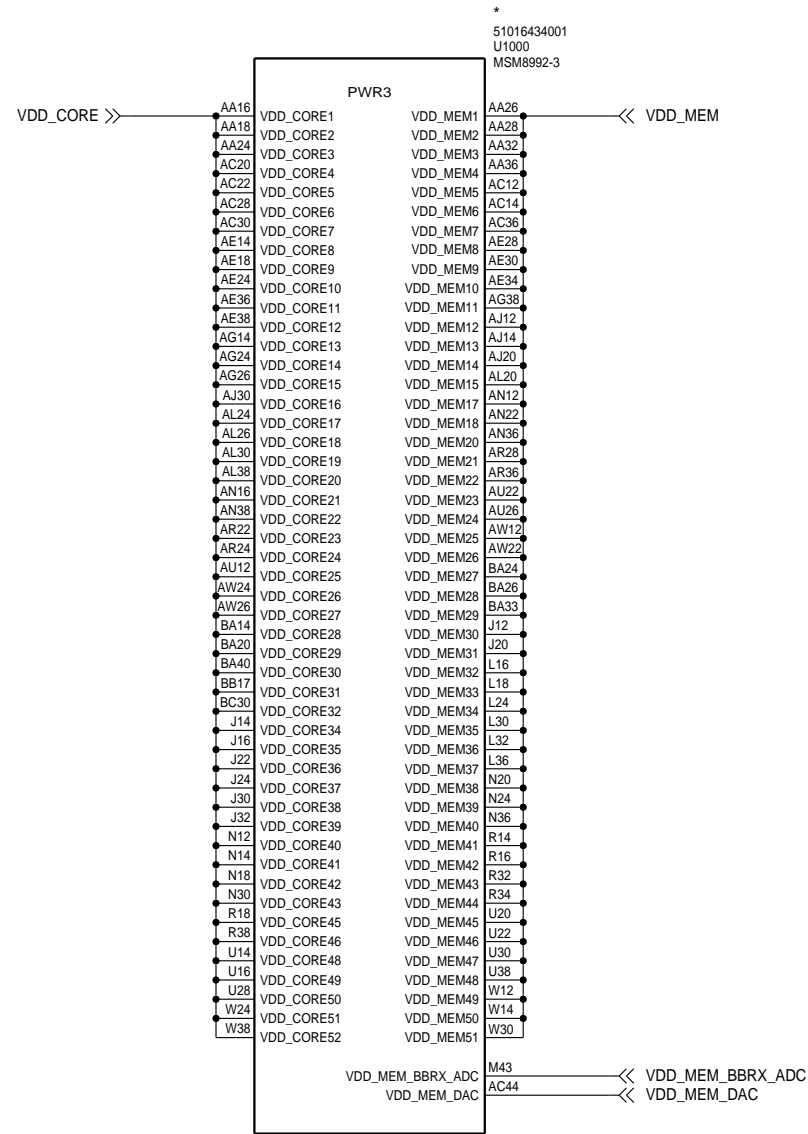 *
51016434001
U1000
MSM8992-3
PWR3
VDD_CORE AA16 VDD_CORE1 VDD_MEM1 AA26 VDD_MEM
AA18 VDD_CORE2 VDD_MEM2 AA28
AA24 VDD_CORE3 VDD_MEM3 AA32
AC20 VDD_CORE4 VDD_MEM4 AA36
AC22 VDD_CORE5 VDD_MEM5 AC12
AC28 VDD_CORE6 VDD_MEM6 AC14
AC30 VDD_CORE7 VDD_MEM7 AC36
AE14 VDD_CORE8 VDD_MEM8 AE28
AE18 VDD_CORE9 VDD_MEM9 AE30
AE24 VDD_CORE10 VDD_MEM10 AE34
AE36 VDD_CORE11 VDD_MEM11 AG38
AE38 VDD_CORE12 VDD_MEM12 AJ12
AG14 VDD_CORE13 VDD_MEM13 AJ14
AG24 VDD_CORE14 VDD_MEM14 AJ20
AG26 VDD_CORE15 VDD_MEM15 AL20
AJ30 VDD_CORE16 VDD_MEM17 AN12
AL24 VDD_CORE17 VDD_MEM18 AN22
AL26 VDD_CORE18 VDD_MEM20 AN36
AL30 VDD_CORE19 VDD_MEM21 AR28
AL38 VDD_CORE20 VDD_MEM22 AR36
AN16 VDD_CORE21 VDD_MEM23 AU22
AN38 VDD_CORE22 VDD_MEM24 AU26
AR22 VDD_CORE23 VDD_MEM25 AW12
AR24 VDD_CORE24 VDD_MEM26 AW22
AU12 VDD_CORE25 VDD_MEM27 BA24
AW24 VDD_CORE26 VDD_MEM28 BA26
AW26 VDD_CORE27 VDD_MEM29 BA33
BA14 VDD_CORE28 VDD_MEM30 J12
BA20 VDD_CORE29 VDD_MEM31 J20
BA40 VDD_CORE30 VDD_MEM32 L16
BB17 VDD_CORE31 VDD_MEM33 L18
BC30 VDD_CORE32 VDD_MEM34 L24
J14 VDD_CORE34 VDD_MEM35 L30
J16 VDD_CORE35 VDD_MEM36 L32
J22 VDD_CORE36 VDD_MEM37 L36
J24 VDD_CORE37 VDD_MEM38 N20
J30 VDD_CORE38 VDD_MEM39 N24
J32 VDD_CORE39 VDD_MEM40 N36
N12 VDD_CORE40 VDD_MEM41 R14
N14 VDD_CORE41 VDD_MEM42 R16
N18 VDD_CORE42 VDD_MEM43 R32
N30 VDD_CORE43 VDD_MEM44 R34
R18 VDD_CORE45 VDD_MEM45 U20
R38 VDD_CORE46 VDD_MEM46 U22
U14 VDD_CORE48 VDD_MEM47 U30
U16 VDD_CORE49 VDD_MEM48 U38
U28 VDD_CORE50 VDD_MEM49 W12
W24 VDD_CORE51 VDD_MEM50 W14
W38 VDD_CORE52 VDD_MEM51 W30
VDD_MEM_BBRX_ADC M43 VDD_MEM_BBRX_ADC
VDD_MEM_DAC AC44 VDD_MEM_DAC